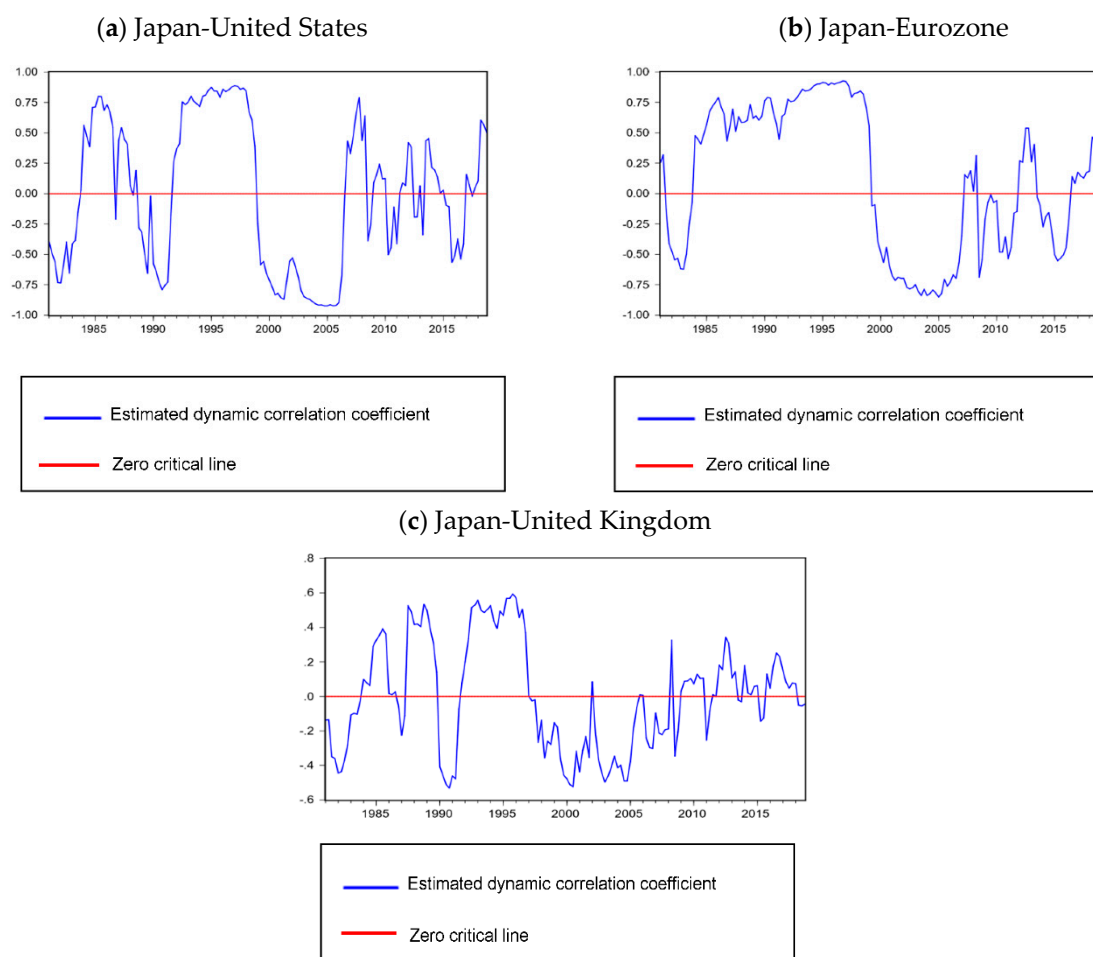 (a) Japan-United States
1.00
0.75
0.50
0.25
0.00
-0.25
-0.50
-0.75
-1.00
1985 1990 1995 2000 2005 2010 2015
Estimated dynamic correlation coefficient
Zero critical line
(b) Japan-Eurozone
1.00
0.75
0.50
0.25
0.00
-0.25
-0.50
-0.75
-1.00
1985 1990 1995 2000 2005 2010 2015
Estimated dynamic correlation coefficient
Zero critical line
(c) Japan-United Kingdom
.8
.6
.4
.2
.0
-.2
-.4
-.6
1985 1990 1995 2000 2005 2010 2015
Estimated dynamic correlation coefficient
Zero critical line